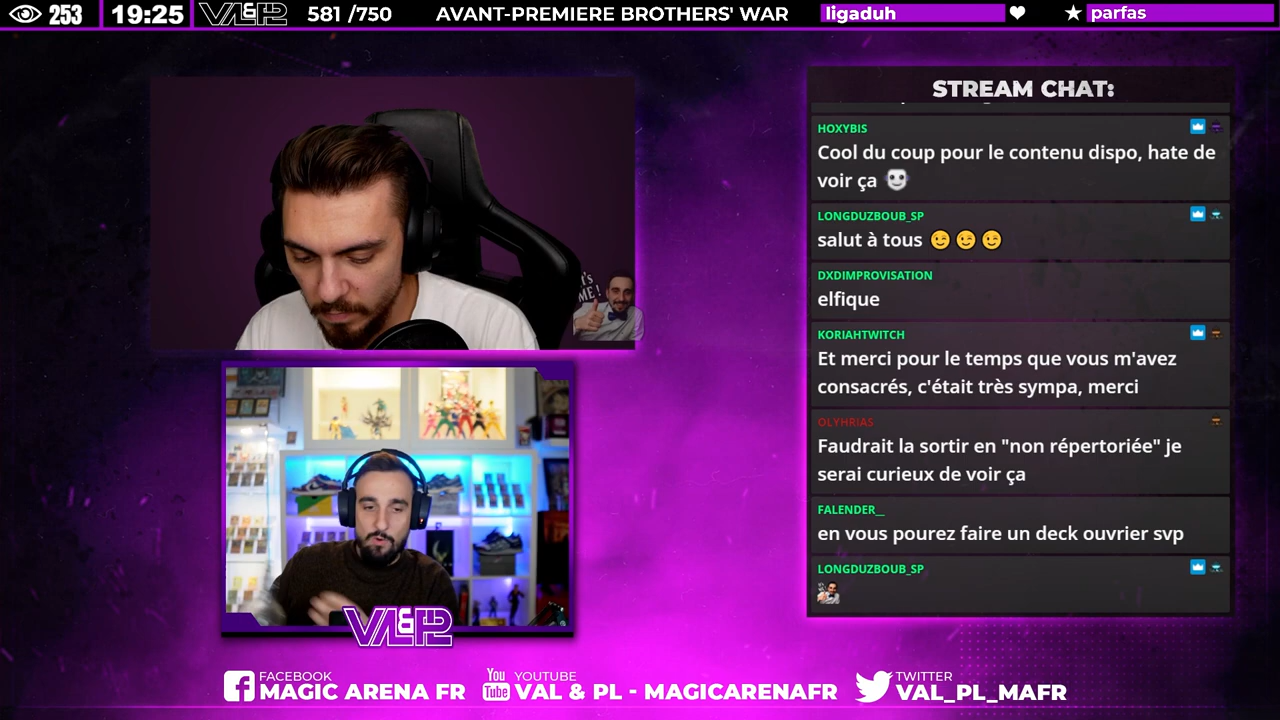 253
19:25
VAL&PL
581 /750
AVANT-PREMIERE BROTHERS' WAR
ligaduh
parfas
STREAM CHAT:
HOXYBIS
Cool du coup pour le contenu dispo, hate de
voir ça
LONGDUZBOUB_SP
salut à tous
DXDIMPROVISATION
elfique
KORIAHTWITCH
Et merci pour le temps que vous m'avez
consacrés, c'était très sympa, merci
OLYHRIAS
Faudrait la sortir en "non répertoriée" je
serai curieux de voir ça
FALENDER__
en vous pourez faire un deck ouvrier svp
LONGDUZBOUB_SP
VAL&PL
FACEBOOK
MAGIC ARENA FR
You
Tube
YOUTUBE
VAL & PL - MAGICARENAFR
TWITTER
VAL_PL_MAFR